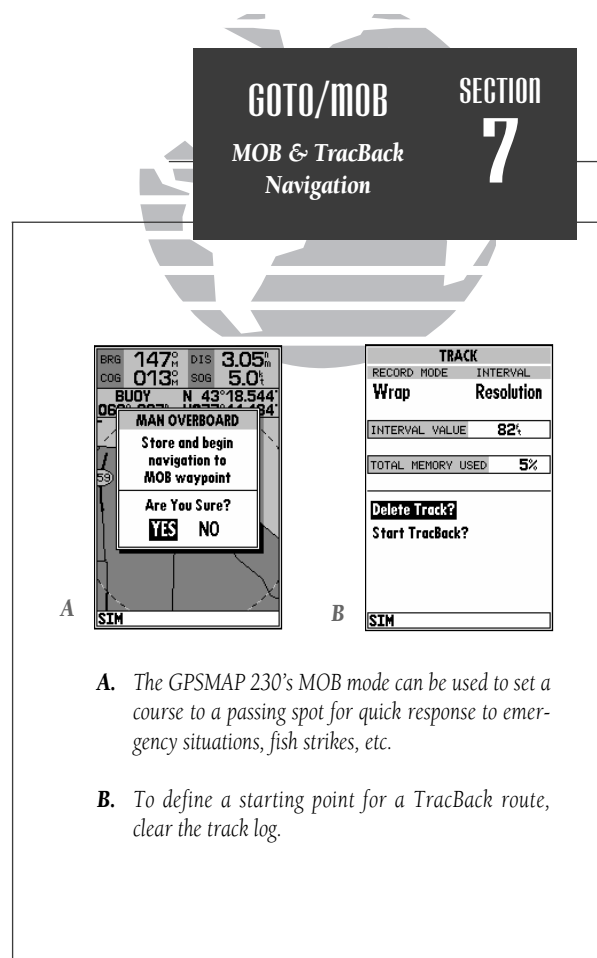 GOTO/MOB
MOB & TracBack
Navigation
SECTION
7
BRG 147°M DIS 3.05nm
COG 013°M SOG 5.0kt
BUOY N 43°18.544'
MAN OVERBOARD
Store and begin
navigation to
MOB waypoint
Are You Sure?
YES NO
59
SIM
A
TRACK
RECORD MODE INTERVAL
Wrap Resolution
INTERVAL VALUE 82ft
TOTAL MEMORY USED 5%
Delete Track?
Start TracBack?
SIM
B
A. The GPSMAP 230's MOB mode can be used to set a
course to a passing spot for quick response to emer-
gency situations, fish strikes, etc.
B. To define a starting point for a TracBack route,
clear the track log.